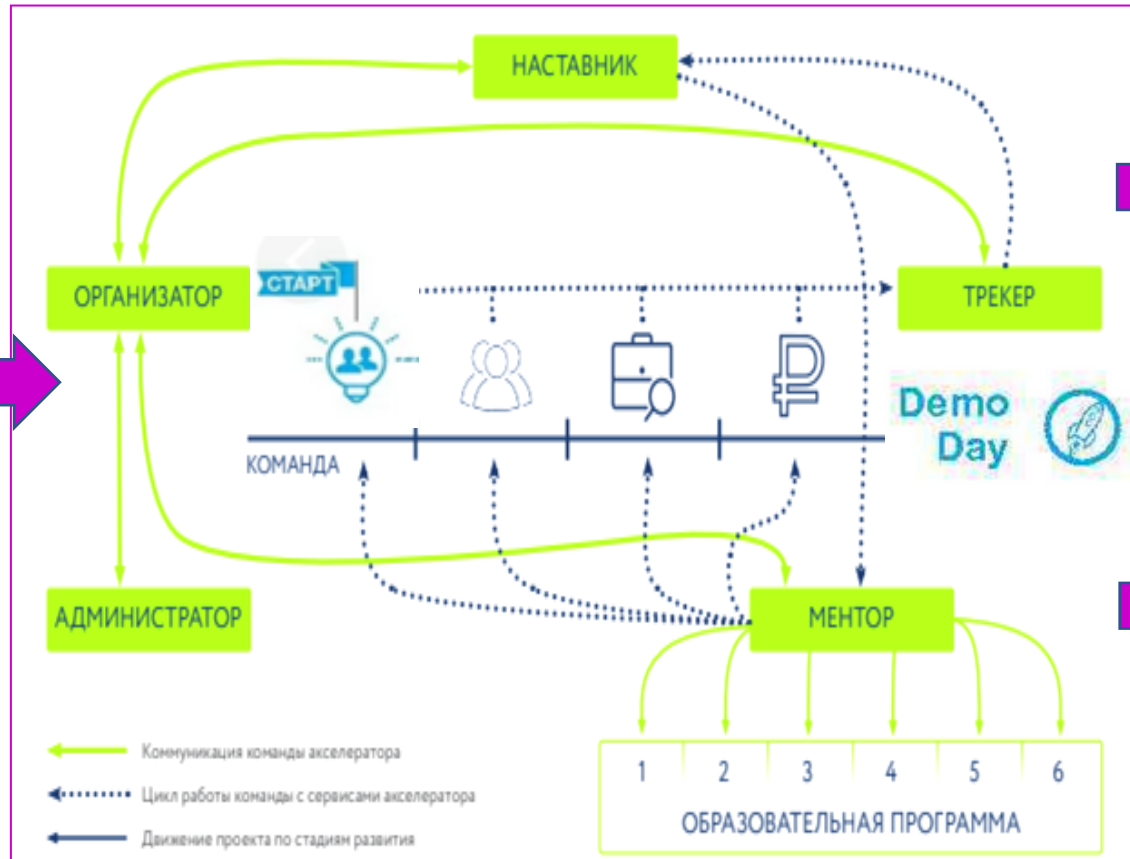 НАСТАВНИК
ОРГАНИЗАТОР
СТАРТ
ТРЕКЕР
Demo
Day
КОМАНДА
АДМИНИСТРАТОР
МЕНТОР
Коммуникация команды акселератора
Цикл работы команды с сервисами акселератора
Движение проекта по стадиям развития
1 2 3 4 5 6
ОБРАЗОВАТЕЛЬНАЯ ПРОГРАММА